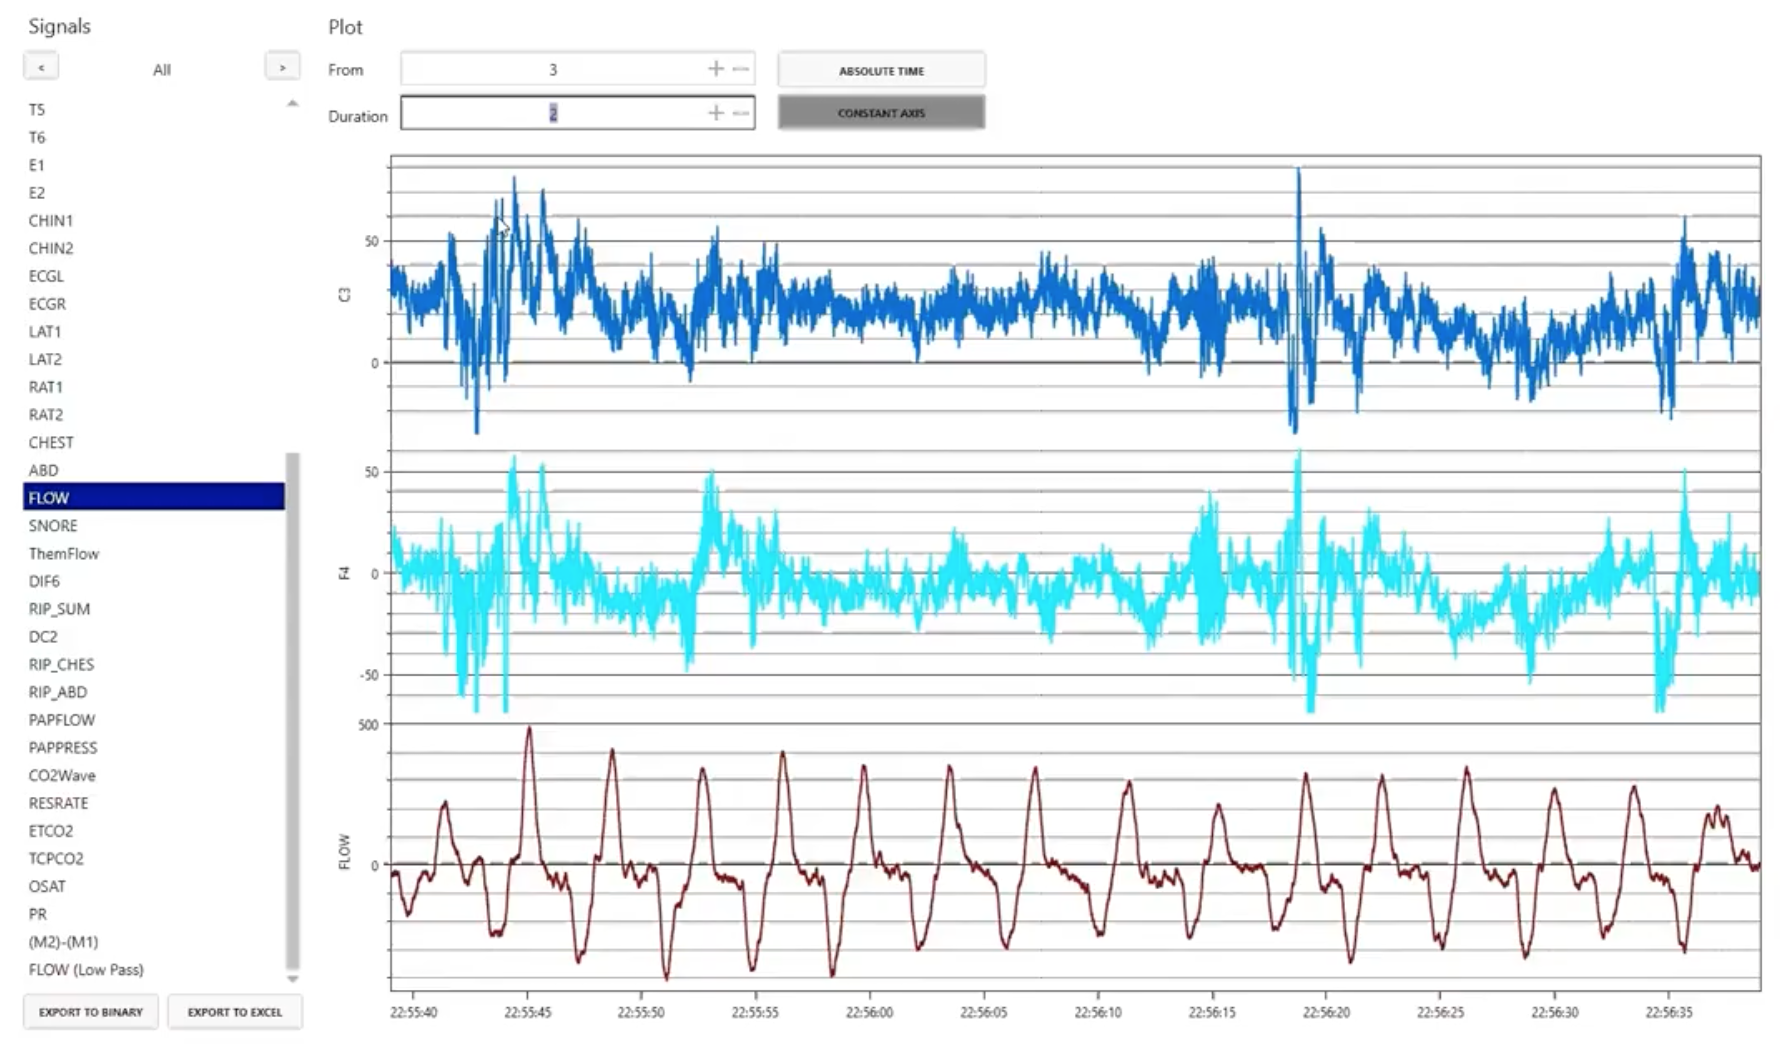 Signals
<
All
>
T5
T6
E1
E2
CHIN1
CHIN2
ECGL
ECGR
LAT1
LAT2
RAT1
RAT2
CHEST
ABD
FLOW
SNORE
ThemFlow
DIF6
RIP_SUM
DC2
RIP_CHES
RIP_ABD
PAPFLOW
PAPPRESS
CO2Wave
RESRATE
ETCO2
TCPCO2
OSAT
PR
(M2)-(M1)
FLOW (Low Pass)
EXPORT TO BINARY
EXPORT TO EXCEL
Plot
From
3
+ −
ABSOLUTE TIME
Duration
2
+ −
CONSTANT AXIS
C3
50
0
F4
50
0
-50
FLOW
500
0
22:55:40 22:55:45 22:55:50 22:55:55 22:56:00 22:56:05 22:56:10 22:56:15 22:56:20 22:56:25 22:56:30 22:56:35